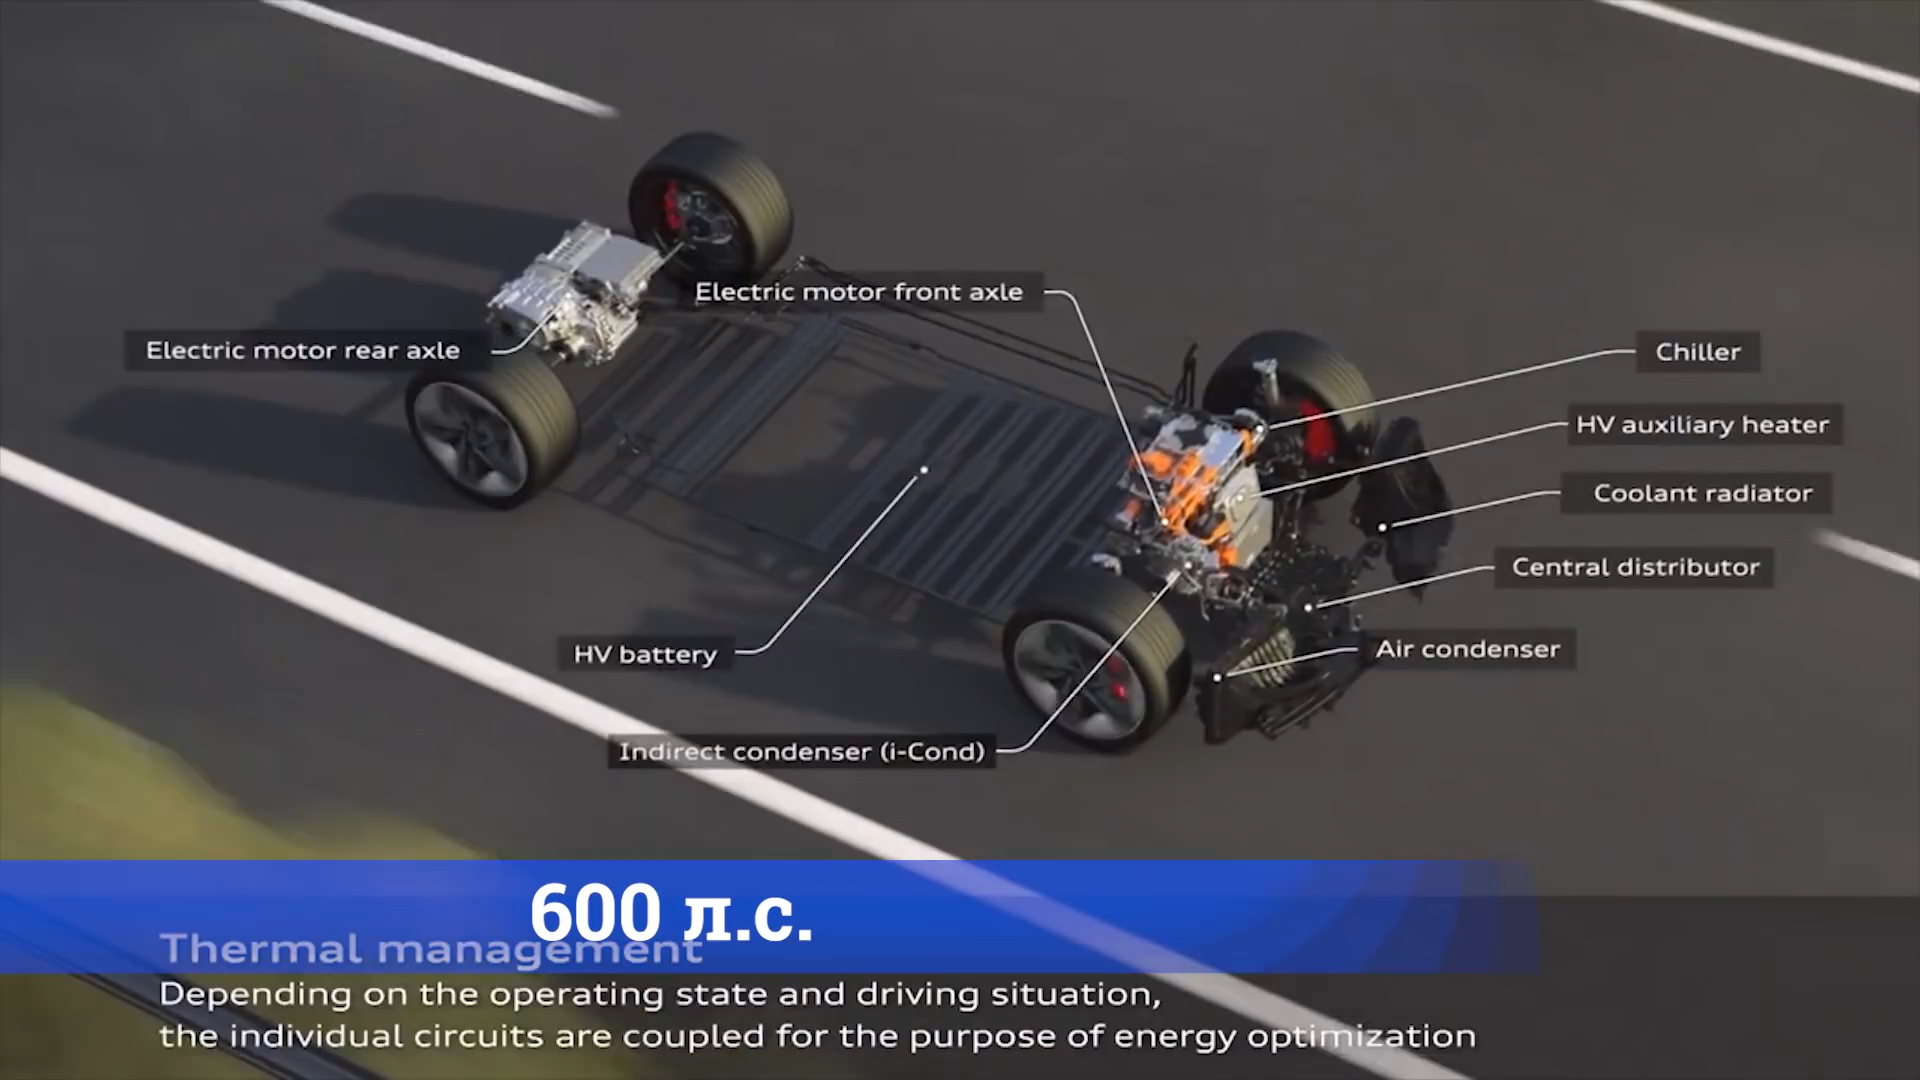 Electric motor front axle
Electric motor rear axle
Chiller
HV auxiliary heater
Coolant radiator
Central distributor
HV battery
Air condenser
Indirect condenser (i-Cond)
600 л.с.
Thermal management
Depending on the operating state and driving situation,
the individual circuits are coupled for the purpose of energy optimization